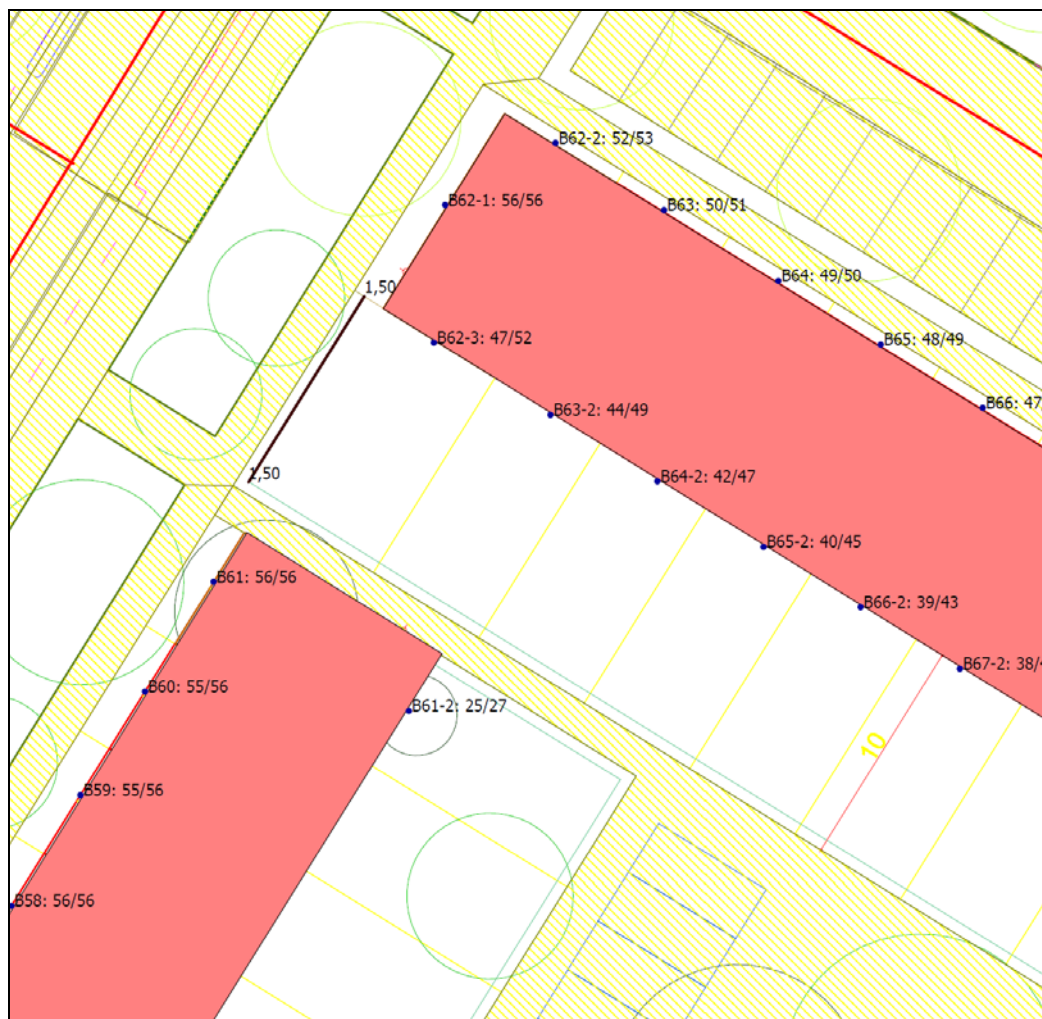 B62-2: 52/53
B62-1: 56/56
B63: 50/51
B64: 49/50
1,50
B62-3: 47/52
B65: 48/49
B66: 47/
B63-2: 44/49
1,50
B64-2: 42/47
B65-2: 40/45
B61: 56/56
B66-2: 39/43
B67-2: 38/
B60: 55/56
B61-2: 25/27
10
B59: 55/56
B58: 56/56